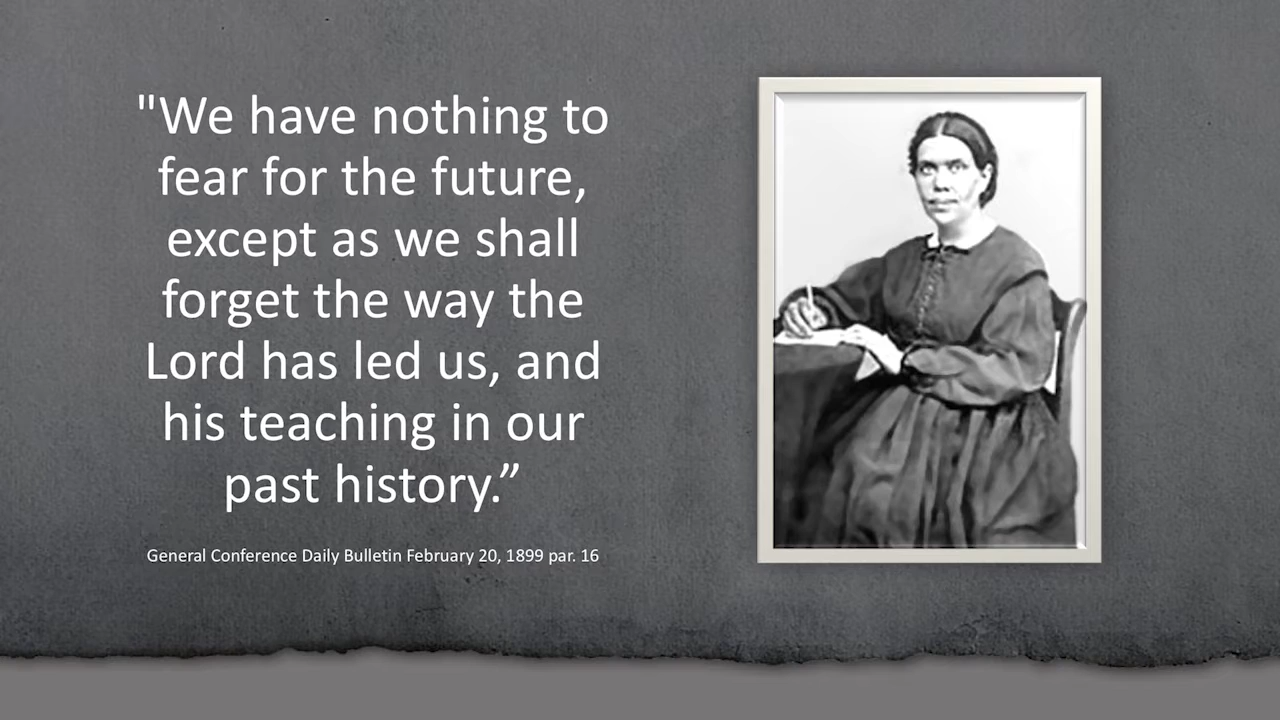 "We have nothing to
fear for the future,
except as we shall
forget the way the
Lord has led us, and
his teaching in our
past history.”
General Conference Daily Bulletin February 20, 1899 par. 16